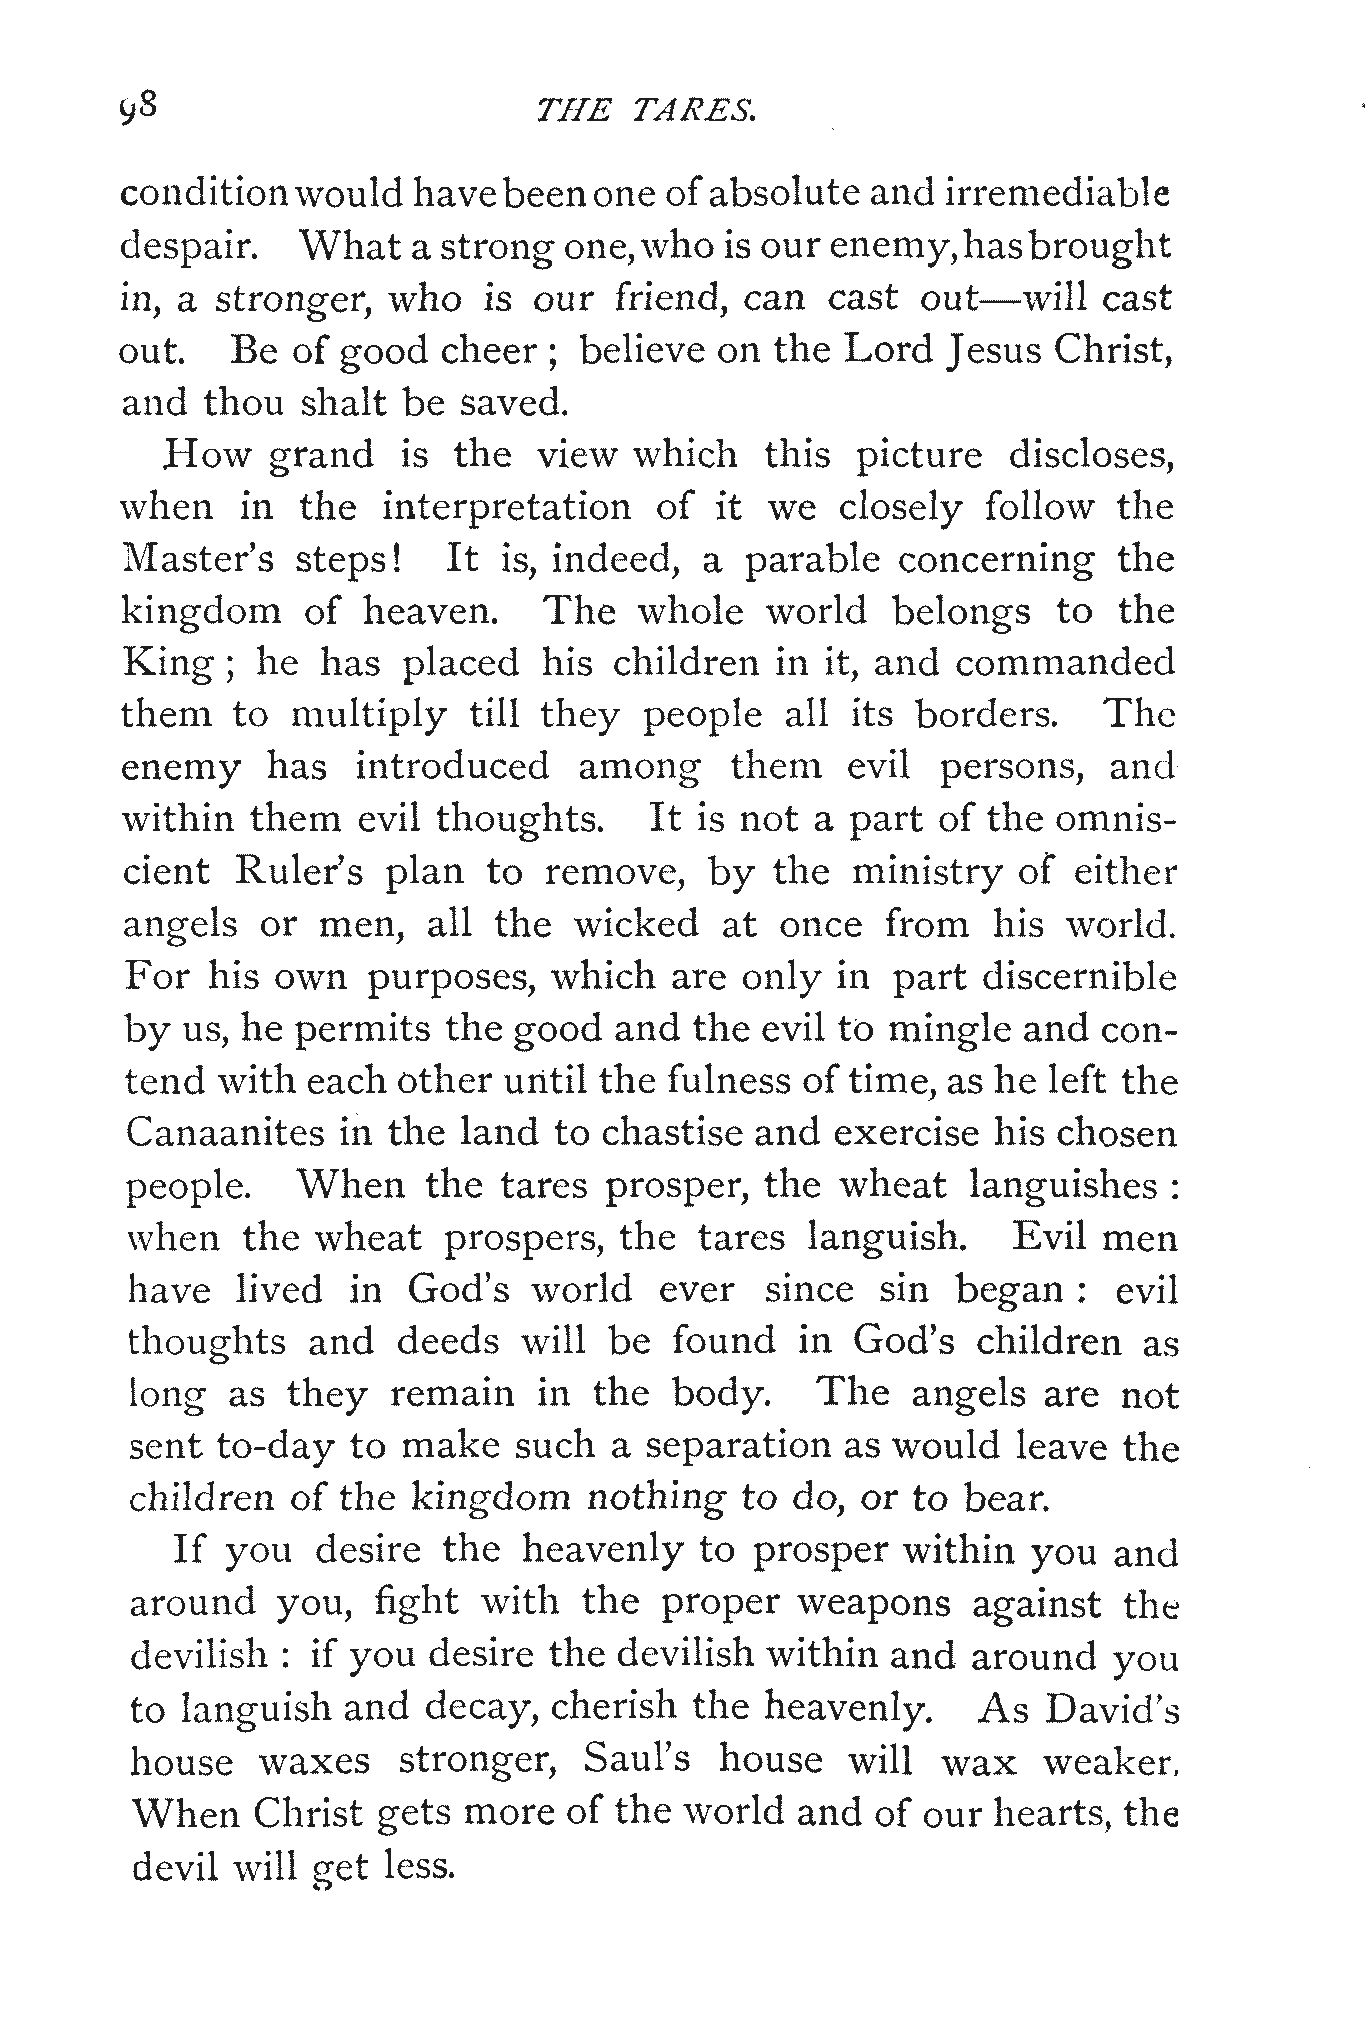 98 THE TARES.
condition would have been one of absolute and irremediable
despair. What a strong one, who is our enemy, has brought
in, a stronger, who is our friend, can cast out—will cast
out. Be of good cheer ; believe on the Lord Jesus Christ,
and thou shalt be saved.
How grand is the view which this picture discloses,
when in the interpretation of it we closely follow the
Master's steps! It is, indeed, a parable concerning the
kingdom of heaven. The whole world belongs to the
King ; he has placed his children in it, and commanded
them to multiply till they people all its borders. The
enemy has introduced among them evil persons, and
within them evil thoughts. It is not a part of the omnis-
cient Ruler's plan to remove, by the ministry of either
angels or men, all the wicked at once from his world.
For his own purposes, which are only in part discernible
by us, he permits the good and the evil to mingle and con-
tend with each other until the fulness of time, as he left the
Canaanites in the land to chastise and exercise his chosen
people. When the tares prosper, the wheat languishes :
when the wheat prospers, the tares languish. Evil men
have lived in God's world ever since sin began : evil
thoughts and deeds will be found in God's children as
long as they remain in the body. The angels are not
sent to-day to make such a separation as would leave the
children of the kingdom nothing to do, or to bear.
If you desire the heavenly to prosper within you and
around you, fight with the proper weapons against the
devilish : if you desire the devilish within and around you
to languish and decay, cherish the heavenly. As David's
house waxes stronger, Saul's house will wax weaker.
When Christ gets more of the world and of our hearts, the
devil will get less.